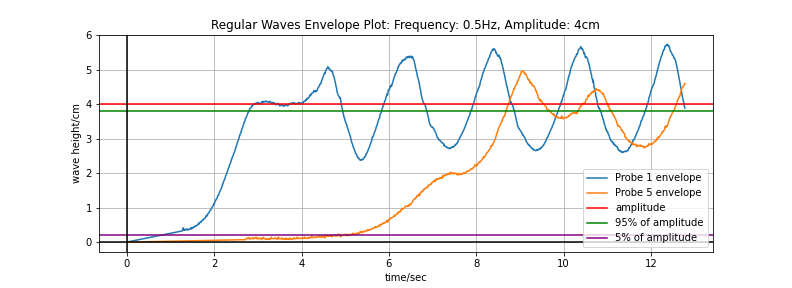 Regular Waves Envelope Plot: Frequency: 0.5Hz, Amplitude: 4cm
6
5
4
3
2
1
0
wave height/cm
Probe 1 envelope
Probe 5 envelope
amplitude
95% of amplitude
5% of amplitude
0 2 4 6 8 10 12
time/sec